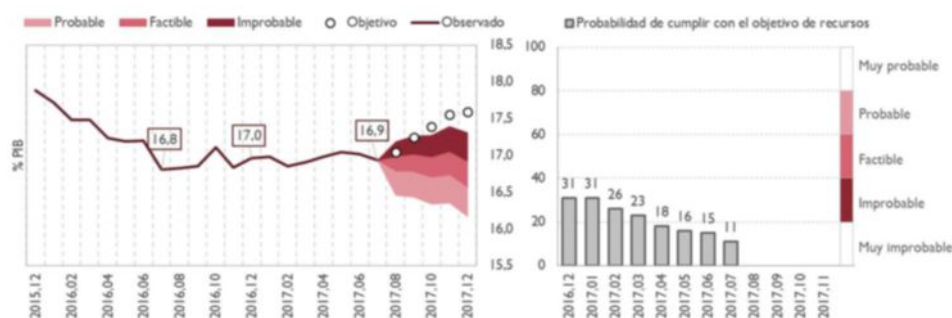 Probable Factible Improbable Objetivo Observado
Probabilidad de cumplir con el objetivo de recursos
% PIB
18,5
18,0
17,5
17,0
16,5
16,0
15,5
16,8
17,0
16,9
2015,12 2016,02 2016,04 2016,06 2016,08 2016,10 2016,12 2017,02 2017,04 2017,06 2017,08 2017,10 2017,12
100
80
60
40
20
0
31 31 26 23 18 16 15 11
2016,12 2017,01 2017,02 2017,03 2017,04 2017,05 2017,06 2017,07 2017,08 2017,09 2017,10 2017,11
Muy probable
Probable
Factible
Improbable
Muy improbable